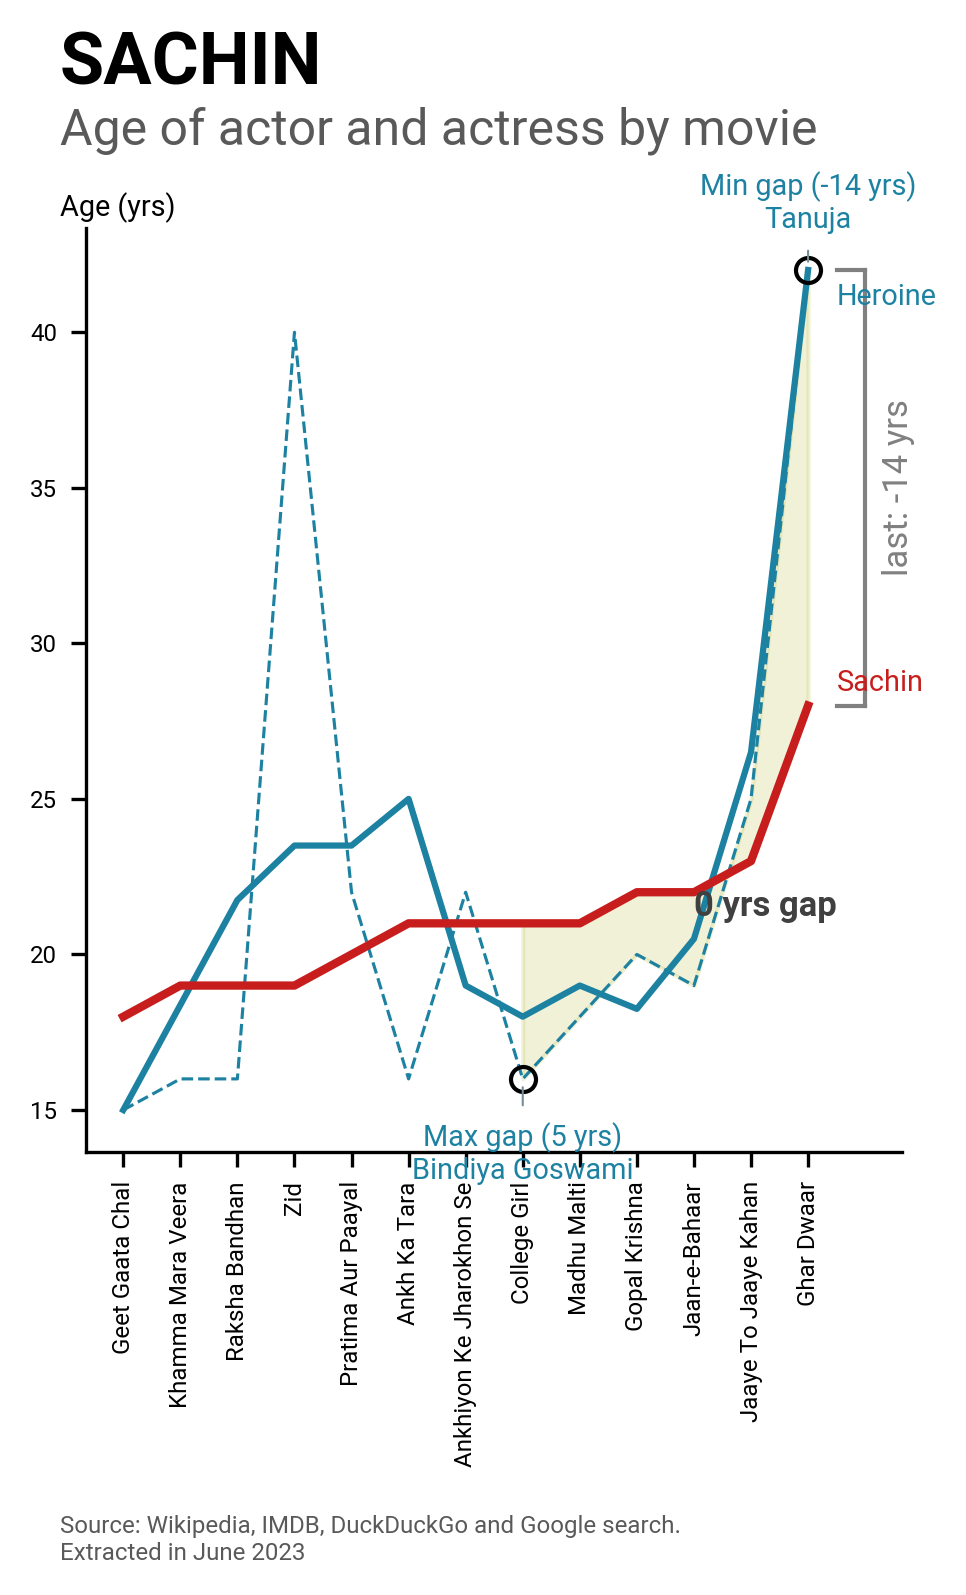 SACHIN
Age of actor and actress by movie
Min gap (-14 yrs)
Tanuja
Age (yrs)
Heroine
40
last: -14 yrs
35
30
Sachin
25
0 yrs gap
20
15
Max gap (5 yrs)
Bindiya Goswami
Geet Gaata Chal
Khamma Mara Veera
Raksha Bandhan
Zid
Pratima Aur Paayal
Ankh Ka Tara
Ankhiyon Ke Jharokhon Se
College Girl
Madhu Malti
Gopal Krishna
Jaan-e-Bahaar
Jaaye To Jaaye Kahan
Ghar Dwaar
Source: Wikipedia, IMDB, DuckDuckGo and Google search.
Extracted in June 2023